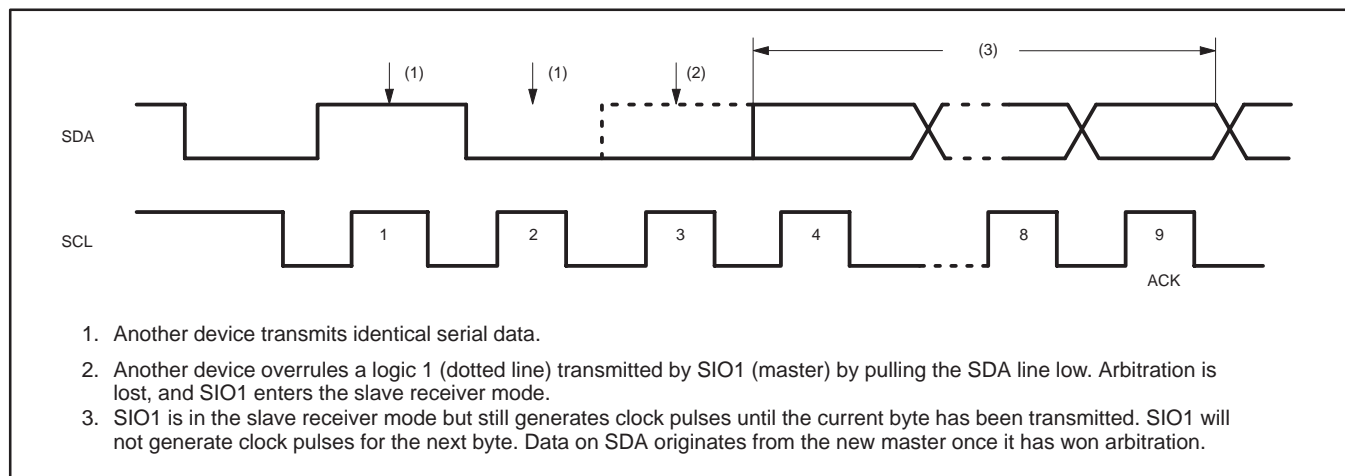 (3)
(1) (1) (2)
SDA
SCL
1 2 3 4 8 9
ACK
1. Another device transmits identical serial data.
2. Another device overrules a logic 1 (dotted line) transmitted by SIO1 (master) by pulling the SDA line low. Arbitration is
lost, and SIO1 enters the slave receiver mode.
3. SIO1 is in the slave receiver mode but still generates clock pulses until the current byte has been transmitted. SIO1 will
not generate clock pulses for the next byte. Data on SDA originates from the new master once it has won arbitration.